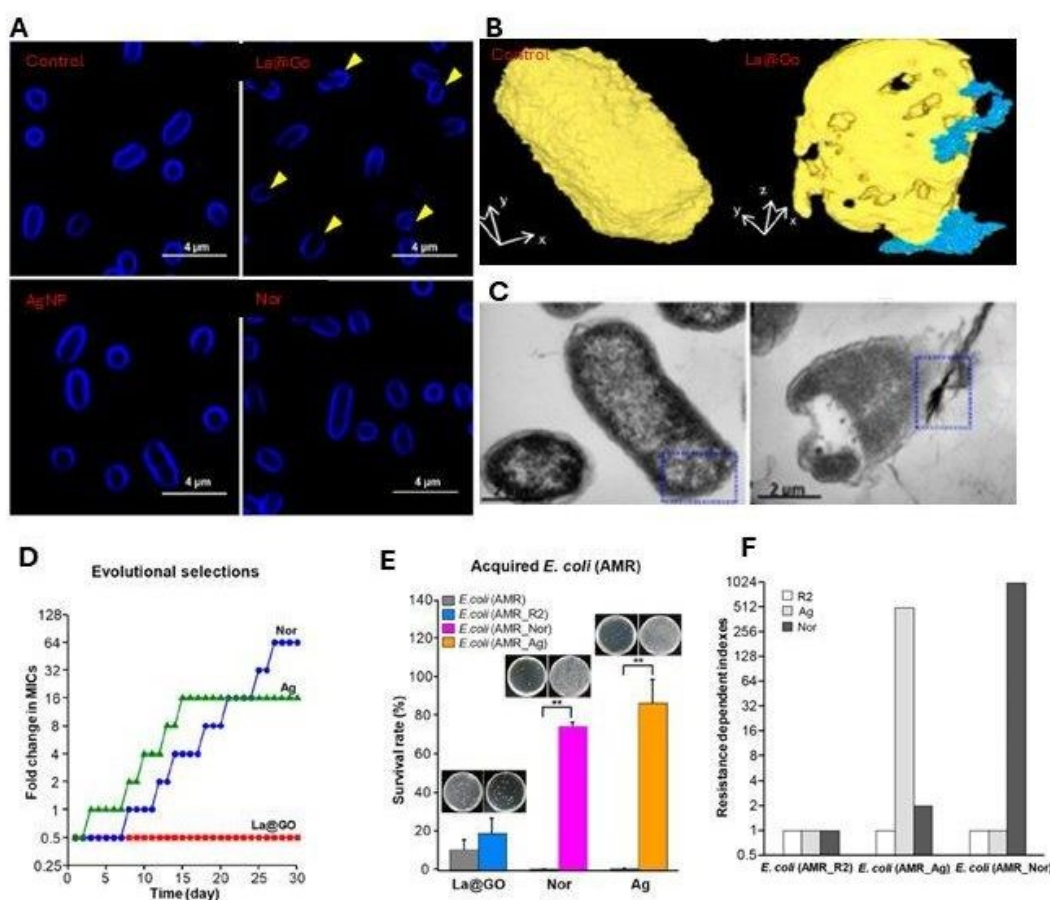 A
Control
La@Go
4 µm
4 µm
AgNP
Nor
4 µm
4 µm
B
Control
La@Go
y
x
z
y
x
C
2 µm
D
Evolutional selections
Fold change in MICs
128
64
32
16
8
4
2
1
0.5
0.25
Nor
Ag
La@GO
0 5 10 15 20 25 30
Time (day)
E
Acquired E. coli (AMR)
E.coli (AMR)
E.coli (AMR_R2)
E.coli (AMR_Nor)
E.coli (AMR_Ag)
Survival rate (%)
140
120
100
80
60
40
20
0
**
**
La@GO Nor Ag
F
R2
Ag
Nor
Resistance dependent indexes
1024
512
256
32
16
8
4
2
1
0.5
E. coli (AMR_R2) E. coli (AMR_Ag) E. coli (AMR_Nor)